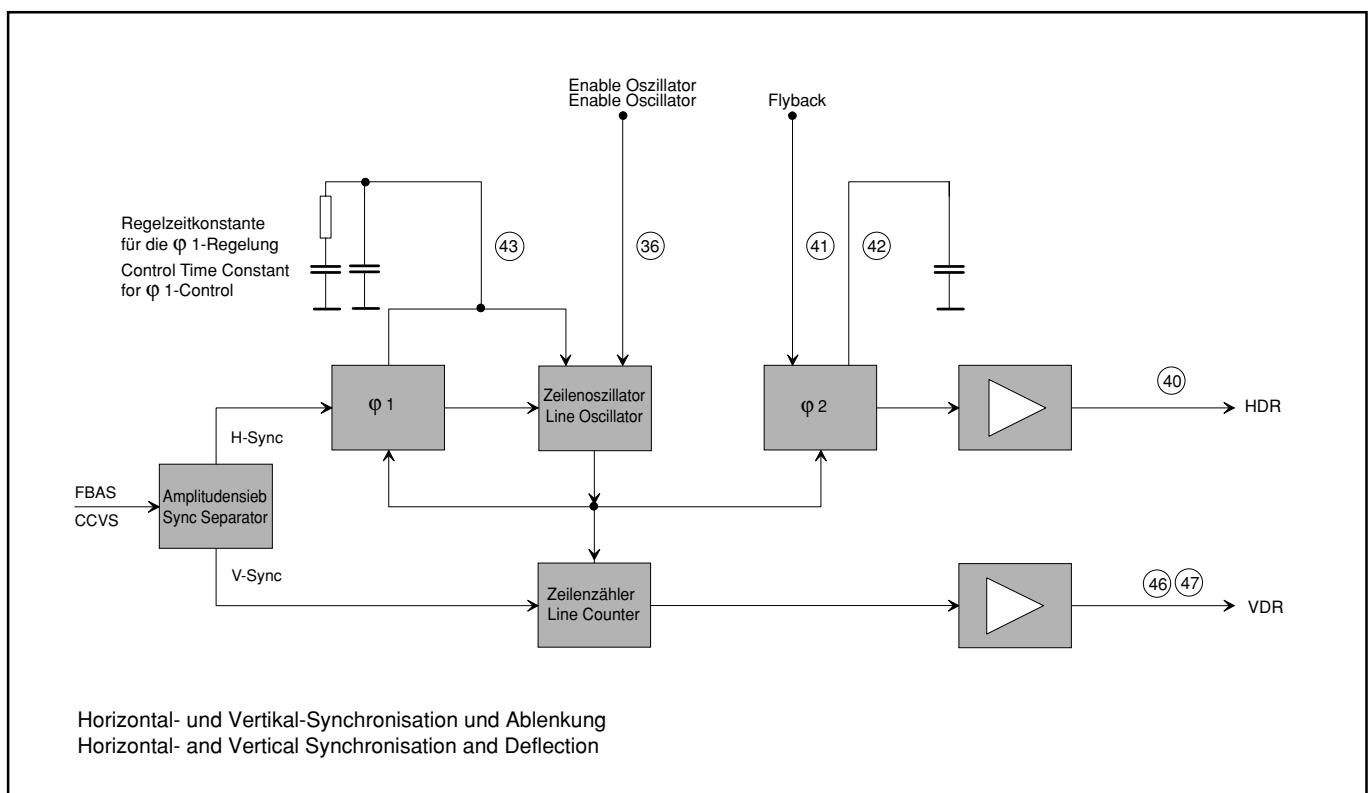 Enable Oszillator
Enable Oscillator
Flyback
Regelzeitkonstante
für die φ 1-Regelung
Control Time Constant
for φ 1-Control
43
36
41
42
φ 1
Zeilenoszillator
Line Oscillator
φ 2
40
HDR
H-Sync
FBAS
CCVS
Amplitudensieb
Sync Separator
V-Sync
Zeilenzähler
Line Counter
46 47
VDR
Horizontal- und Vertikal-Synchronisation und Ablenkung
Horizontal- and Vertical Synchronisation and Deflection